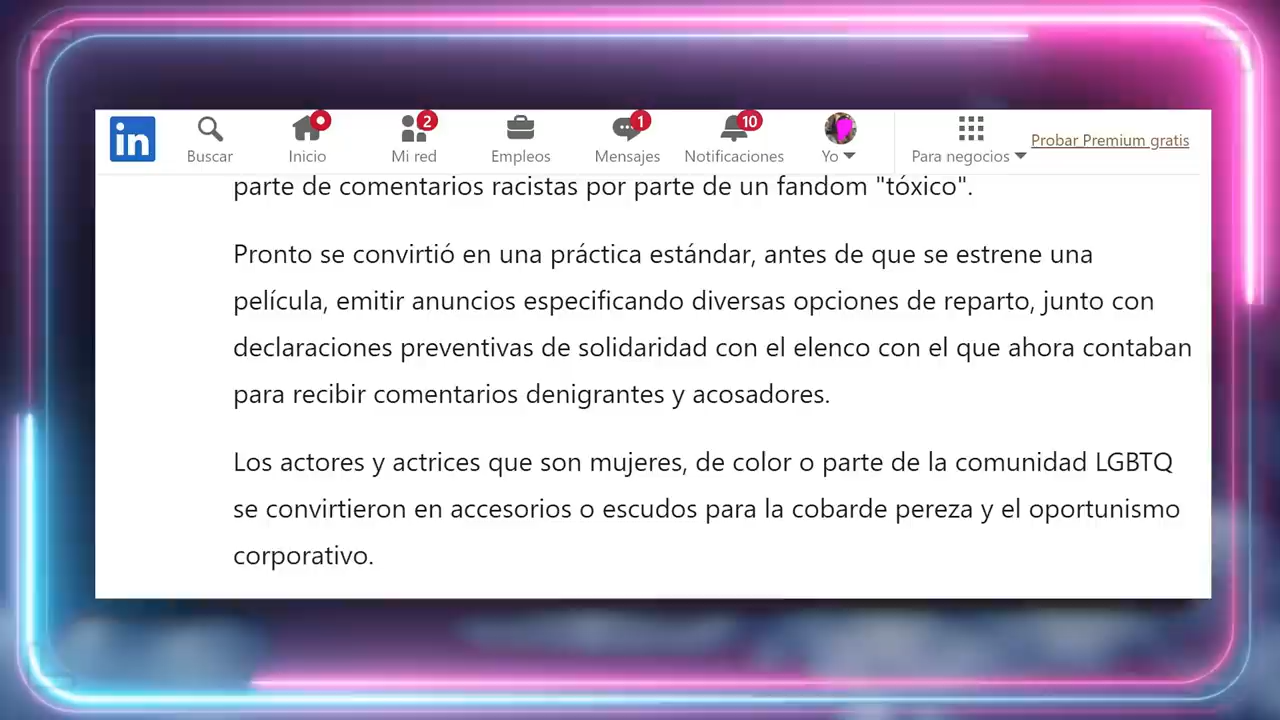 in
Buscar
Inicio
2
Mi red
Empleos
1
Mensajes
10
Notificaciones
Yo
Para negocios
Probar Premium gratis
parte de comentarios racistas por parte de un fandom "tóxico".
Pronto se convirtió en una práctica estándar, antes de que se estrene una
película, emitir anuncios especificando diversas opciones de reparto, junto con
declaraciones preventivas de solidaridad con el elenco con el que ahora contaban
para recibir comentarios denigrantes y acosadores.
Los actores y actrices que son mujeres, de color o parte de la comunidad LGBTQ
se convirtieron en accesorios o escudos para la cobarde pereza y el oportunismo
corporativo.